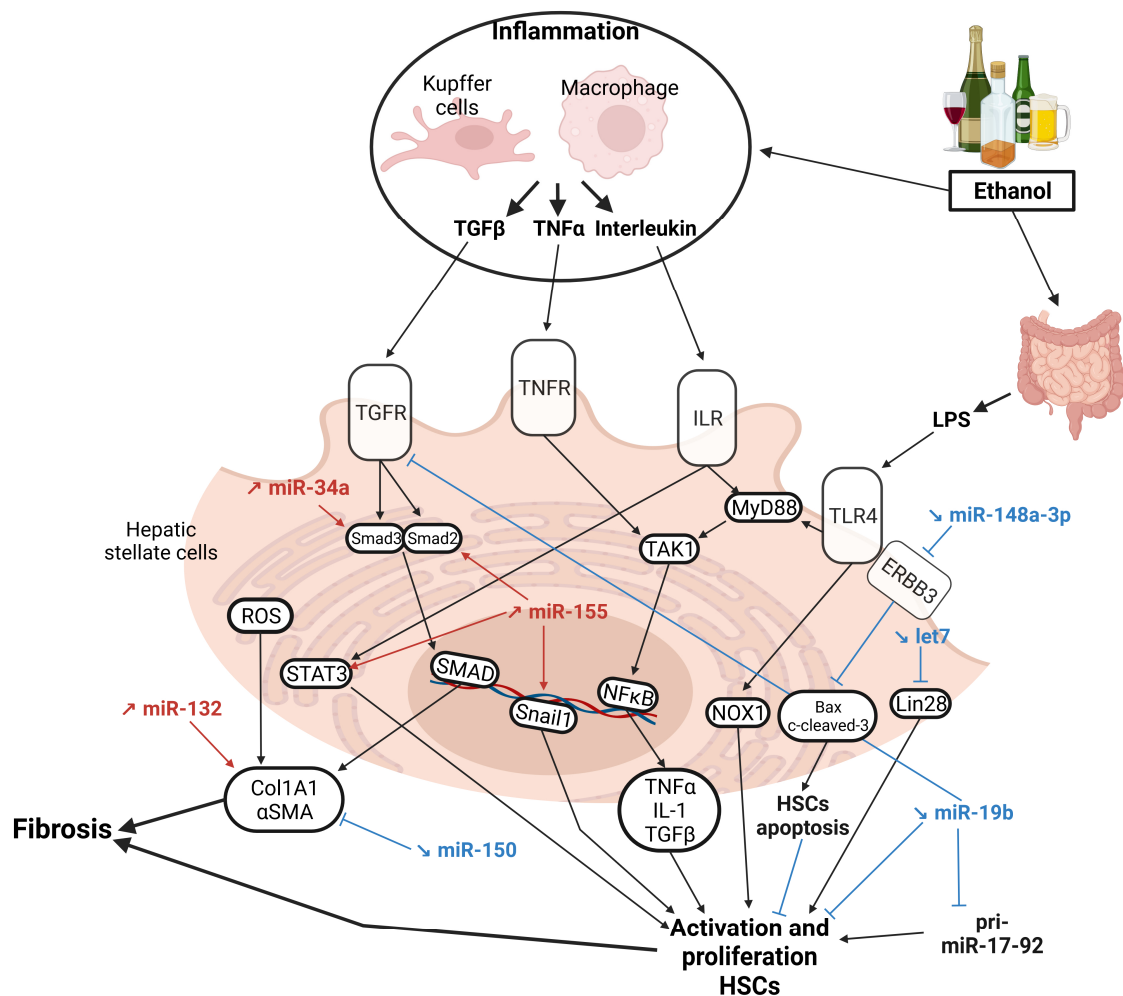 Inflammation
Kupffer
cells
Macrophage
Ethanol
TGFβ
TNFα
Interleukin
TGFR
TNFR
ILR
LPS
↗ miR-34a
MyD88
TLR4
↘ miR-148a-3p
Hepatic
stellate cells
Smad3
Smad2
TAK1
ERBB3
ROS
↗ miR-155
↘ let7
STAT3
SMAD
NFκB
Snail1
NOX1
Bax
c-cleaved-3
Lin28
↗ miR-132
Col1A1
αSMA
TNFα
IL-1
TGFβ
HSCs
apoptosis
↘ miR-19b
Fibrosis
↘ miR-150
Activation and
proliferation
HSCs
pri-
miR-17-92